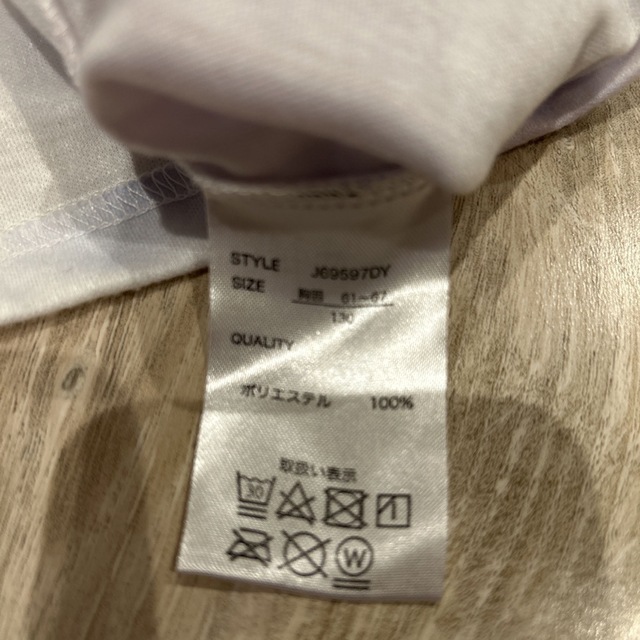 STYLE J69597DY
SIZE 胸囲 61～67
130
QUALITY
ポリエステル 100%
取扱い表示
30
W